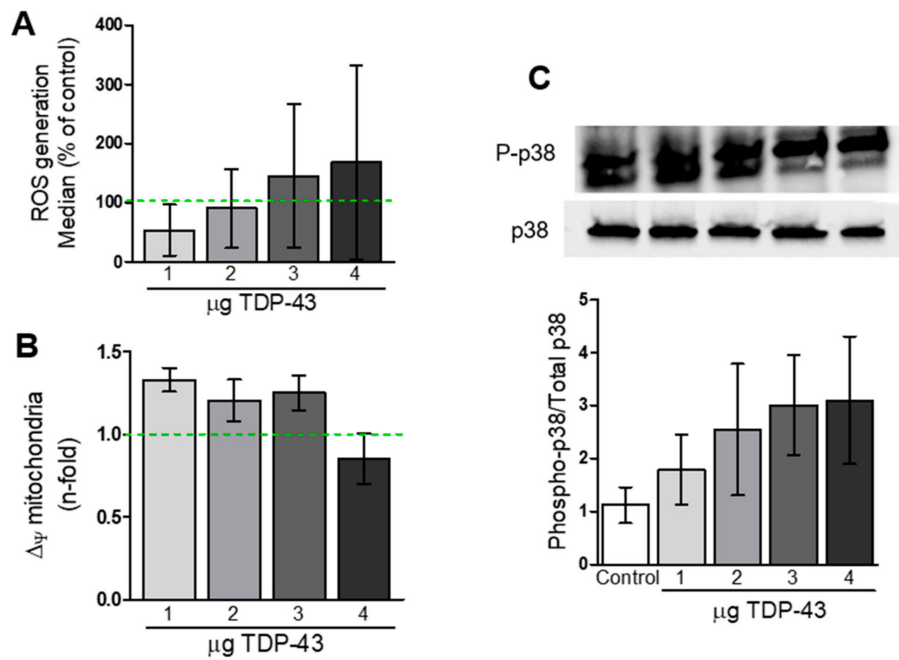 A
ROS generation
Median (% of control)
400
300
200
100
0
1 2 3 4
μg TDP-43
B
Δψ mitochondria
(n-fold)
1.5
1.0
0.5
0.0
1 2 3 4
μg TDP-43
C
P-p38
p38
Phospho-p38/Total p38
5
4
3
2
1
0
Control 1 2 3 4
μg TDP-43